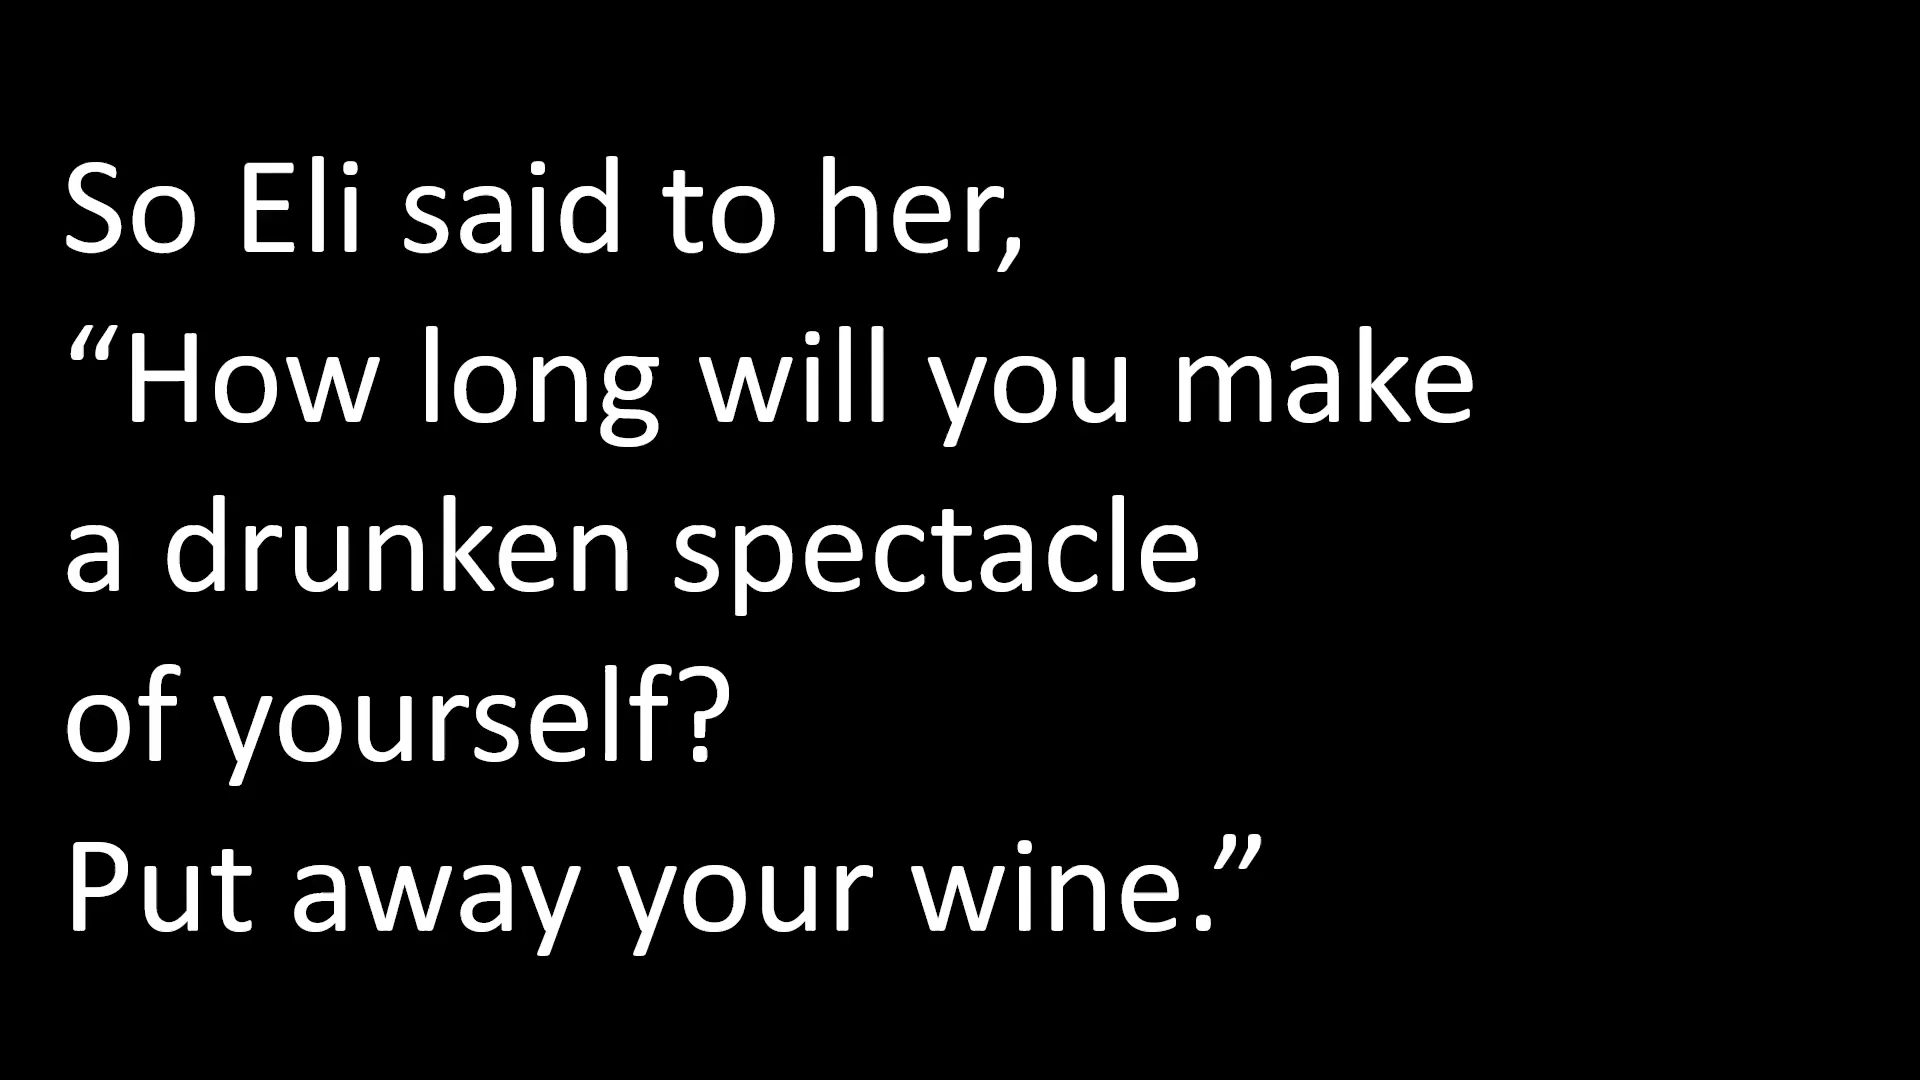 So Eli said to her,
“How long will you make
a drunken spectacle
of yourself?
Put away your wine.”